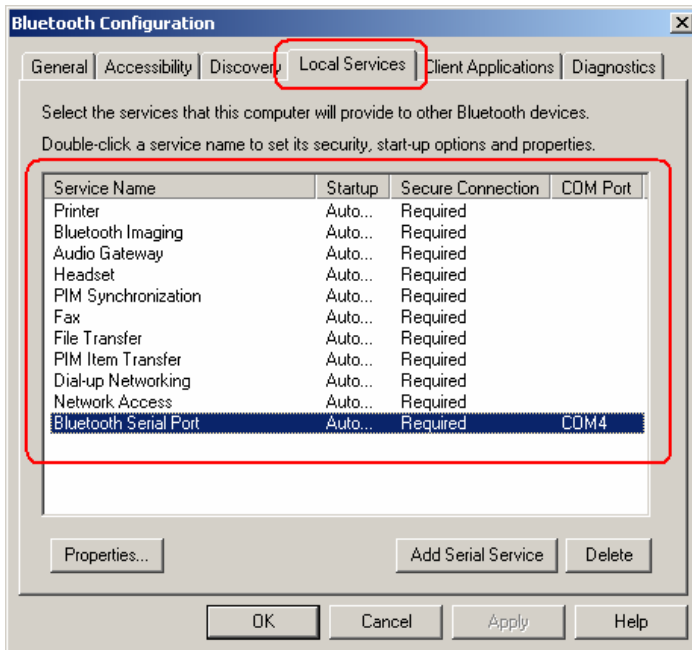 Bluetooth Configuration
General Accessibility Discovery Local Services Client Applications Diagnostics
Select the services that this computer will provide to other Bluetooth devices.
Double-click a service name to set its security, start-up options and properties.
Service Name Startup Secure Connection COM Port
Printer Auto... Required
Bluetooth Imaging Auto... Required
Audio Gateway Auto... Required
Headset Auto... Required
PIM Synchronization Auto... Required
Fax Auto... Required
File Transfer Auto... Required
PIM Item Transfer Auto... Required
Dial-up Networking Auto... Required
Network Access Auto... Required
Bluetooth Serial Port Auto... Required COM4
Properties... Add Serial Service Delete
OK Cancel Apply Help